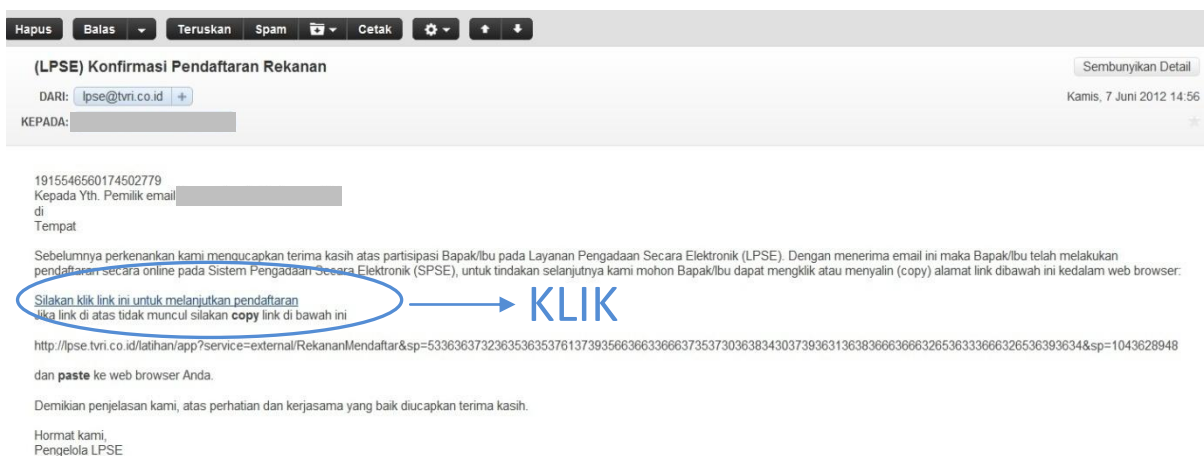 Hapus Balas Teruskan Spam Cetak
(LPSE) Konfirmasi Pendaftaran Rekanan Sembunyikan Detail
DARI: lpse@tvri.co.id + Kamis, 7 Juni 2012 14:56
KEPADA:
1915546560174502779
Kepada Yth. Pemilik email
di
Tempat
Sebelumnya perkenankan kami mengucapkan terima kasih atas partisipasi Bapak/Ibu pada Layanan Pengadaan Secara Elektronik (LPSE). Dengan menerima email ini maka Bapak/Ibu telah melakukan
pendaftaran secara online pada Sistem Pengadaan Secara Elektronik (SPSE), untuk tindakan selanjutnya kami mohon Bapak/Ibu dapat mengklik atau menyalin (copy) alamat link dibawah ini kedalam web browser:
Silakan klik link ini untuk melanjutkan pendaftaran
KLIK
Jika link di atas tidak muncul silakan copy link di bawah ini
http://lpse.tvri.co.id/latihan/app?service=external/RekananMendaftar&sp=5336363732363536353761373935663663366637353730363834303739363136383666366632653633366632653639 3634&sp=1043628948
dan paste ke web browser Anda.
Demikian penjelasan kami, atas perhatian dan kerjasama yang baik diucapkan terima kasih.
Hormat kami,
Pengelola LPSE